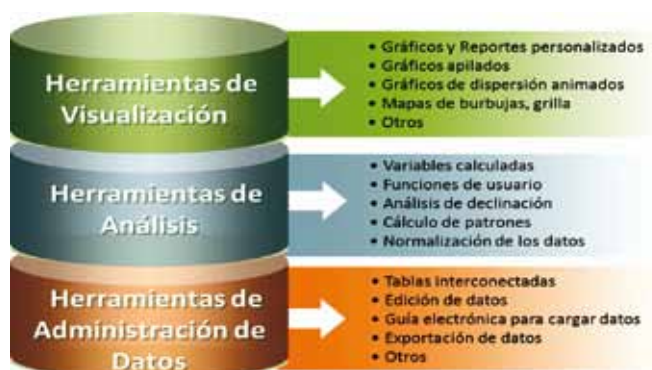 Herramientas de
Visualización
• Gráficos y Reportes personalizados
• Gráficos apilados
• Gráficos de dispersión animados
• Mapas de burbujas, grilla
• Otros
Herramientas de
Análisis
• Variables calculadas
• Funciones de usuario
• Análisis de declinación
• Cálculo de patrones
• Normalización de los datos
Herramientas de
Administración de
Datos
• Tablas interconectadas
• Edición de datos
• Guía electrónica para cargar datos
• Exportación de datos
• Otros